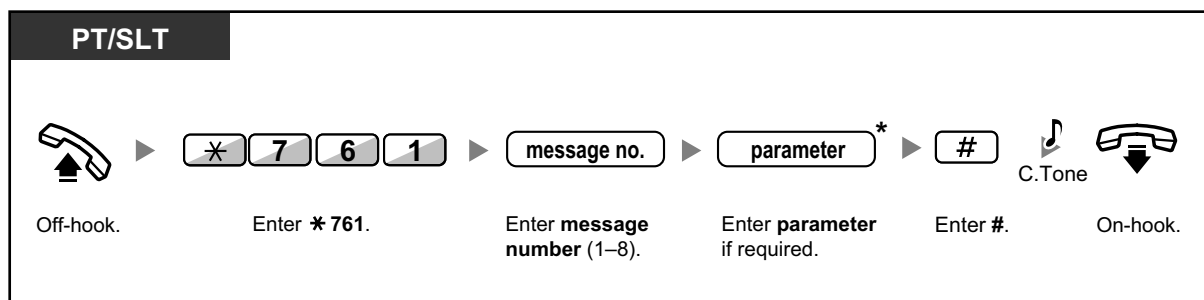 PT/SLT
* 7 6 1
message no.
parameter
*
#
C.Tone
Off-hook.
Enter * 761.
Enter message
number (1–8).
Enter parameter
if required.
Enter #.
On-hook.